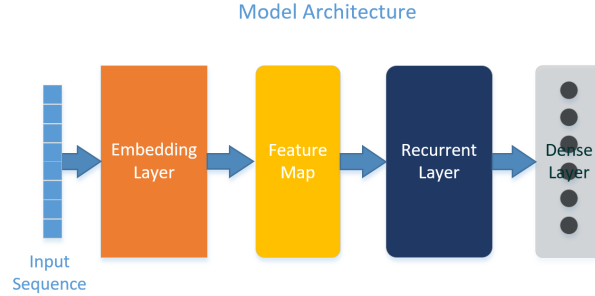 Model Architecture
Embedding
Layer
Feature
Map
Recurrent
Layer
Dense
Layer
Input
Sequence